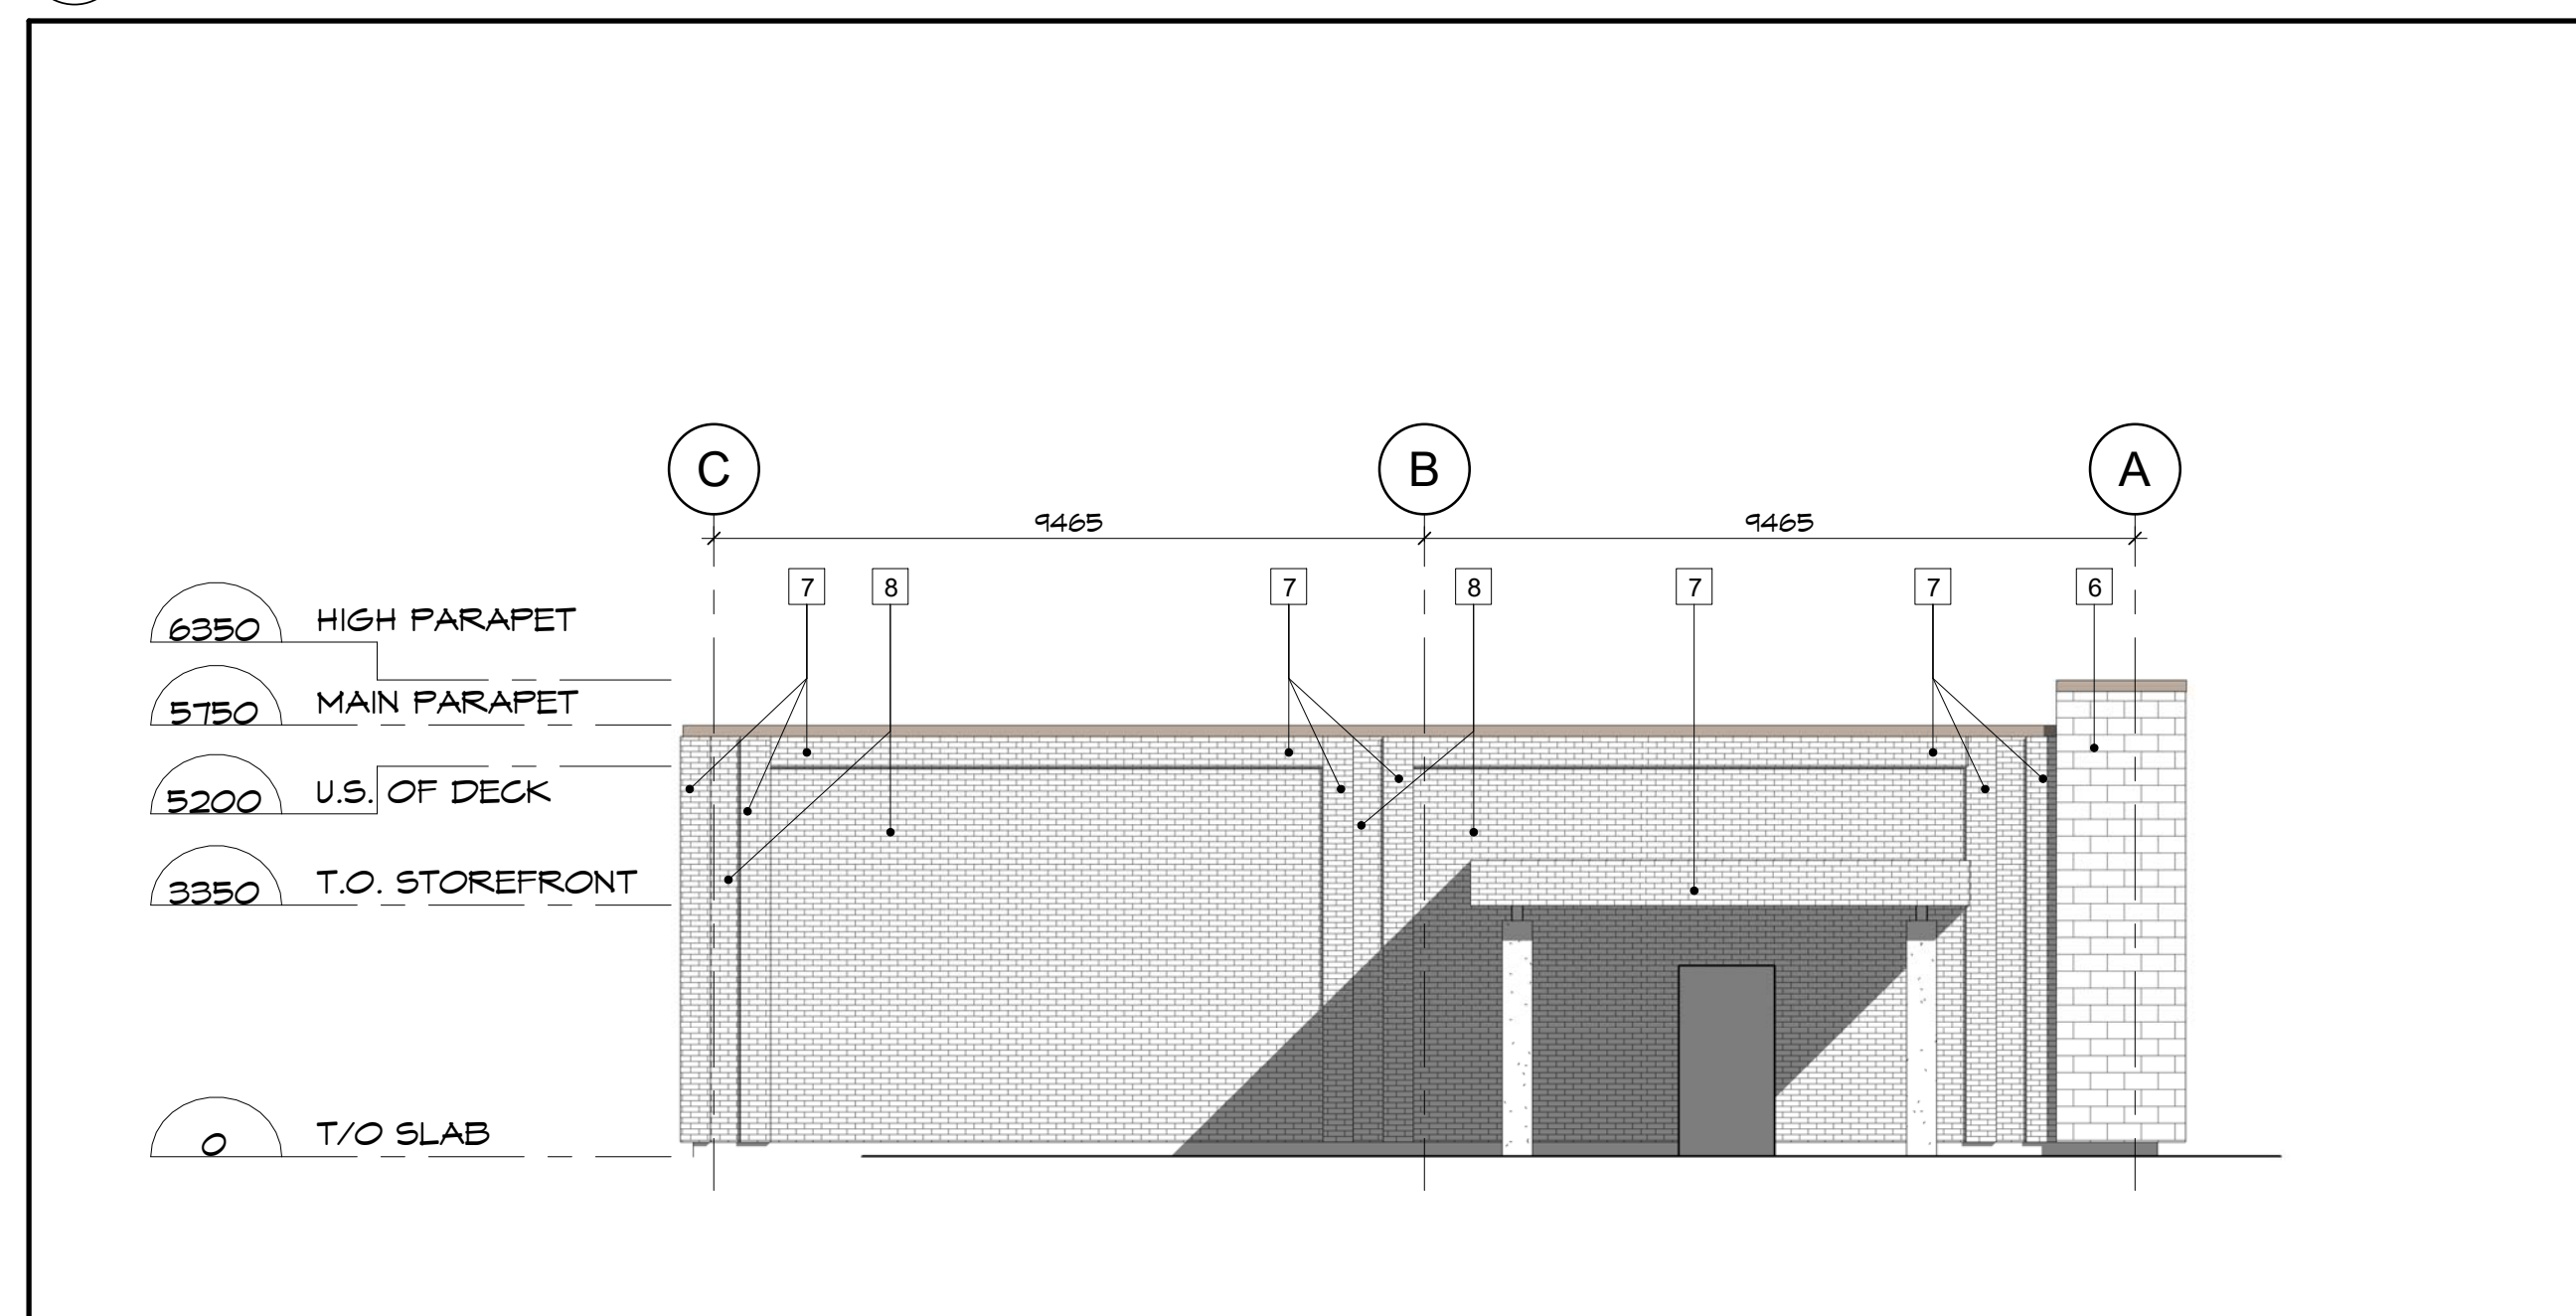 C B A
9465 9465
7 8 7 8 7 7 6
6350 HIGH PARAPET
5750 MAIN PARAPET
5200 U.S. OF DECK
3350 T.O. STOREFRONT
0 T/O SLAB